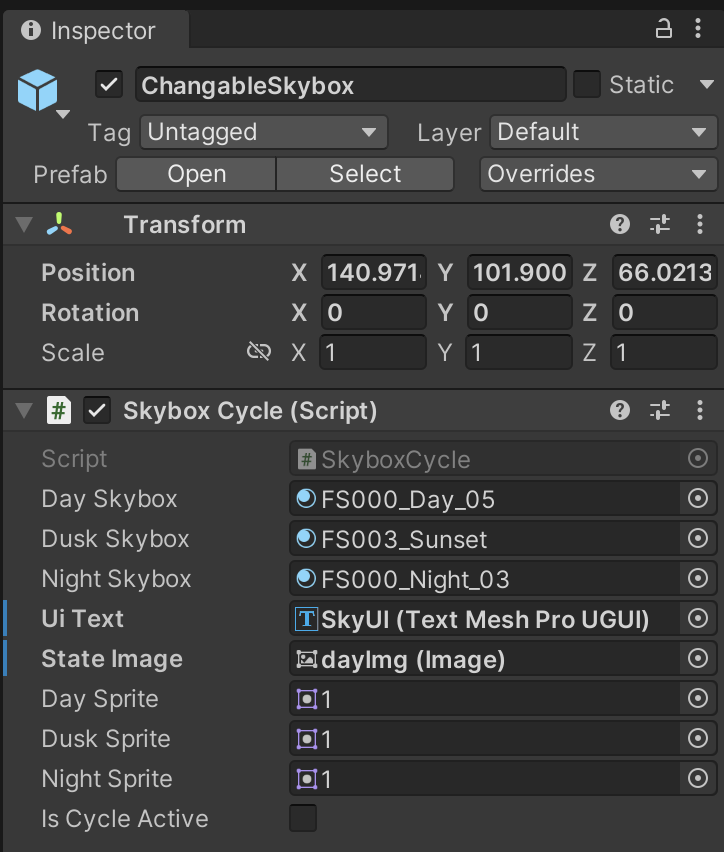 Inspector
ChangableSkybox Static
Tag Untagged Layer Default
Prefab Open Select Overrides
Transform
Position X 140.971 Y 101.900 Z 66.0213
Rotation X 0 Y 0 Z 0
Scale X 1 Y 1 Z 1
# Skybox Cycle (Script)
Script # SkyboxCycle
Day Skybox FS000_Day_05
Dusk Skybox FS003_Sunset
Night Skybox FS000_Night_03
Ui Text T SkyUI (Text Mesh Pro UGUI)
State Image dayImg (Image)
Day Sprite 1
Dusk Sprite 1
Night Sprite 1
Is Cycle Active